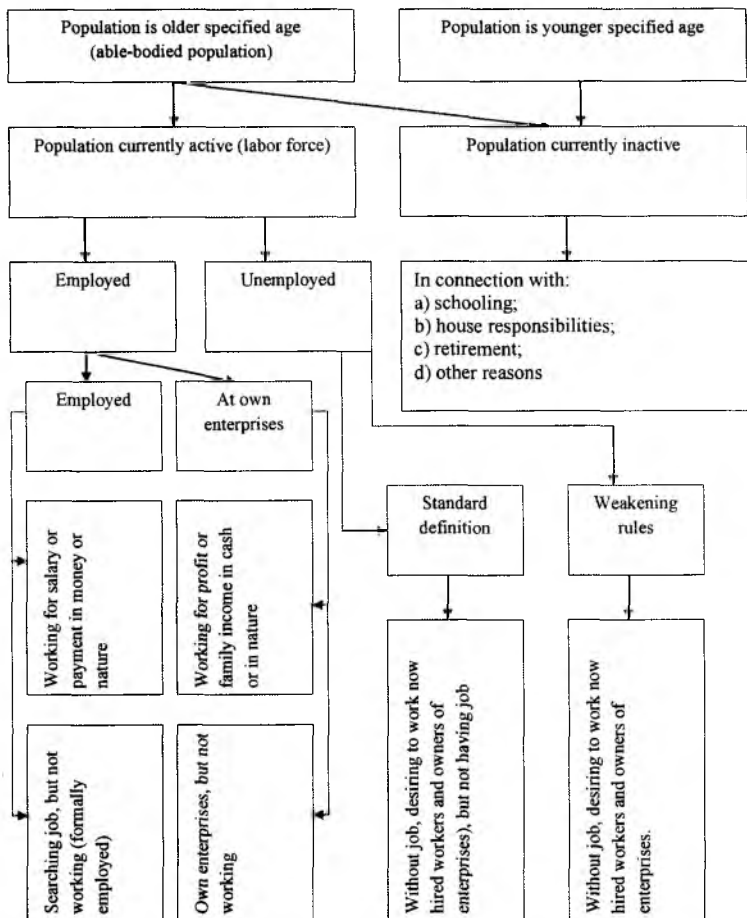 Population is older specified age
(able-bodied population)
Population is younger specified age
Population currently active (labor force)
Population currently inactive
Employed
Unemployed
In connection with:
a) schooling;
b) house responsibilities;
c) retirement;
d) other reasons
Employed
At own
enterprises
Standard
definition
Weakening
rules
Working for salary or
payment in money or
nature
Working for profit or
family income in cash
or in nature
Searching job, but not
working (formally
employed)
Own enterprises, but not
working
Without job, desiring to work now
hired workers and owners of
enterprises), but not having job
Without job, desiring to work now
hired workers and owners of
enterprises.